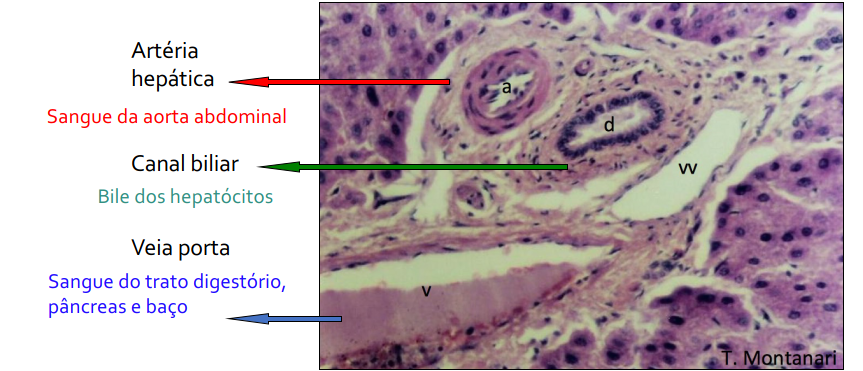 Artéria
hepática
Sangue da aorta abdominal
Canal biliar
Bile dos hepatócitos
Veia porta
Sangue do trato digestório,
pâncreas e baço
a
d
vv
v
T. Montanari